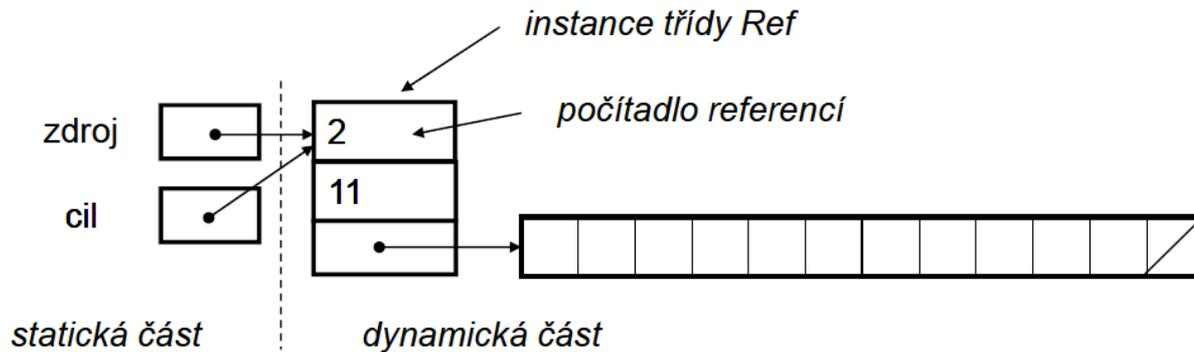 instance třídy Ref
zdroj
2
počítadlo referencí
11
cil
statická část
dynamická část